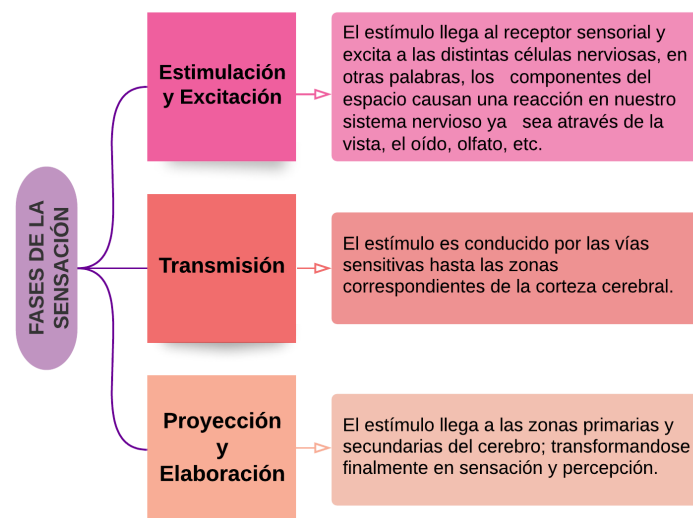 FASES DE LA
SENSACIÓN
Estimulación
y Excitación
El estímulo llega al receptor sensorial y
excita a las distintas células nerviosas, en
otras palabras, los componentes del
espacio causan una reacción en nuestro
sistema nervioso ya sea através de la
vista, el oído, olfato, etc.
Transmisión
El estímulo es conducido por las vías
sensitivas hasta las zonas
correspondientes de la corteza cerebral.
Proyección
y
Elaboración
El estímulo llega a las zonas primarias y
secundarias del cerebro; transformandose
finalmente en sensación y percepción.